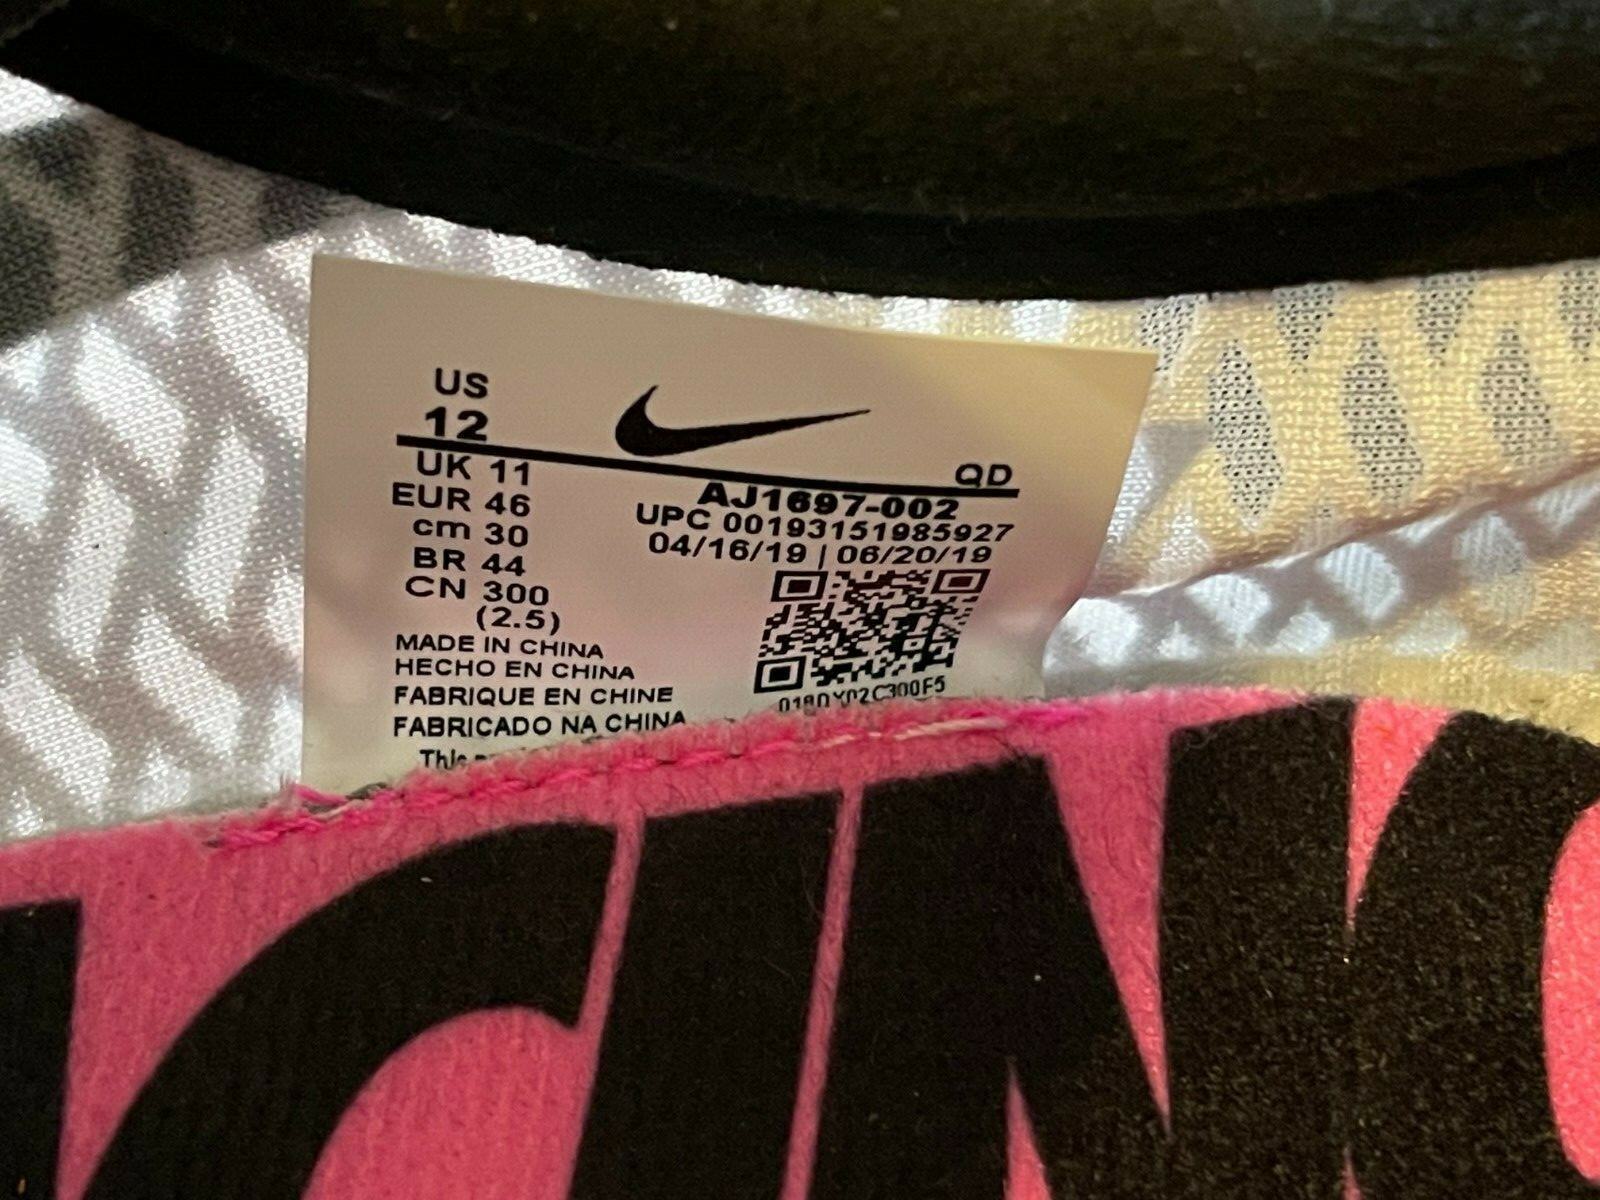 US
12
UK 11
EUR 46
cm 30
BR 44
CN 300
(2.5)
MADE IN CHINA
HECHO EN CHINA
FABRIQUE EN CHINE
FABRICADO NA CHINA
This
QD
AJ1697-002
UPC 00193151985927
04/16/19 | 06/20/19